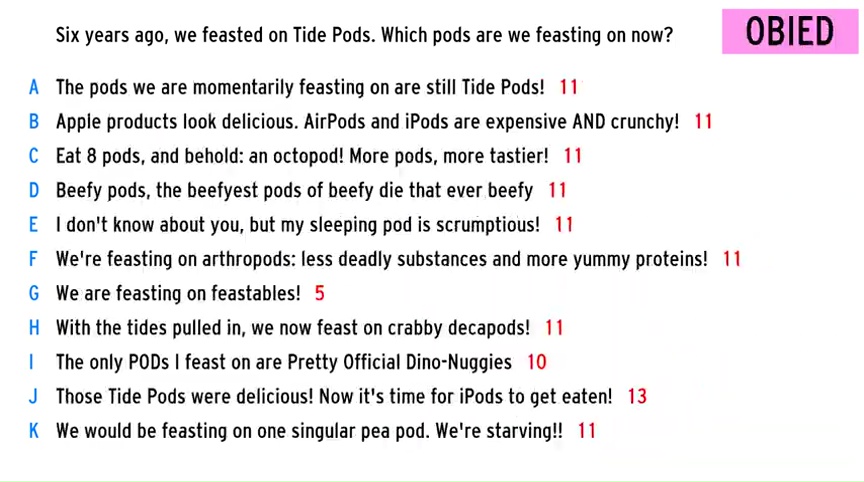 Six years ago, we feasted on Tide Pods. Which pods are we feasting on now?
OBIED
A The pods we are momentarily feasting on are still Tide Pods! 11
B Apple products look delicious. AirPods and iPods are expensive AND crunchy! 11
C Eat 8 pods, and behold: an octopod! More pods, more tastier! 11
D Beefy pods, the beefyest pods of beefy die that ever beefy 11
E I don't know about you, but my sleeping pod is scrumptious! 11
F We're feasting on arthropods: less deadly substances and more yummy proteins! 11
G We are feasting on feastables! 5
H With the tides pulled in, we now feast on crabby decapods! 11
I The only PODs I feast on are Pretty Official Dino-Nuggies 10
J Those Tide Pods were delicious! Now it's time for iPods to get eaten! 13
K We would be feasting on one singular pea pod. We're starving!! 11